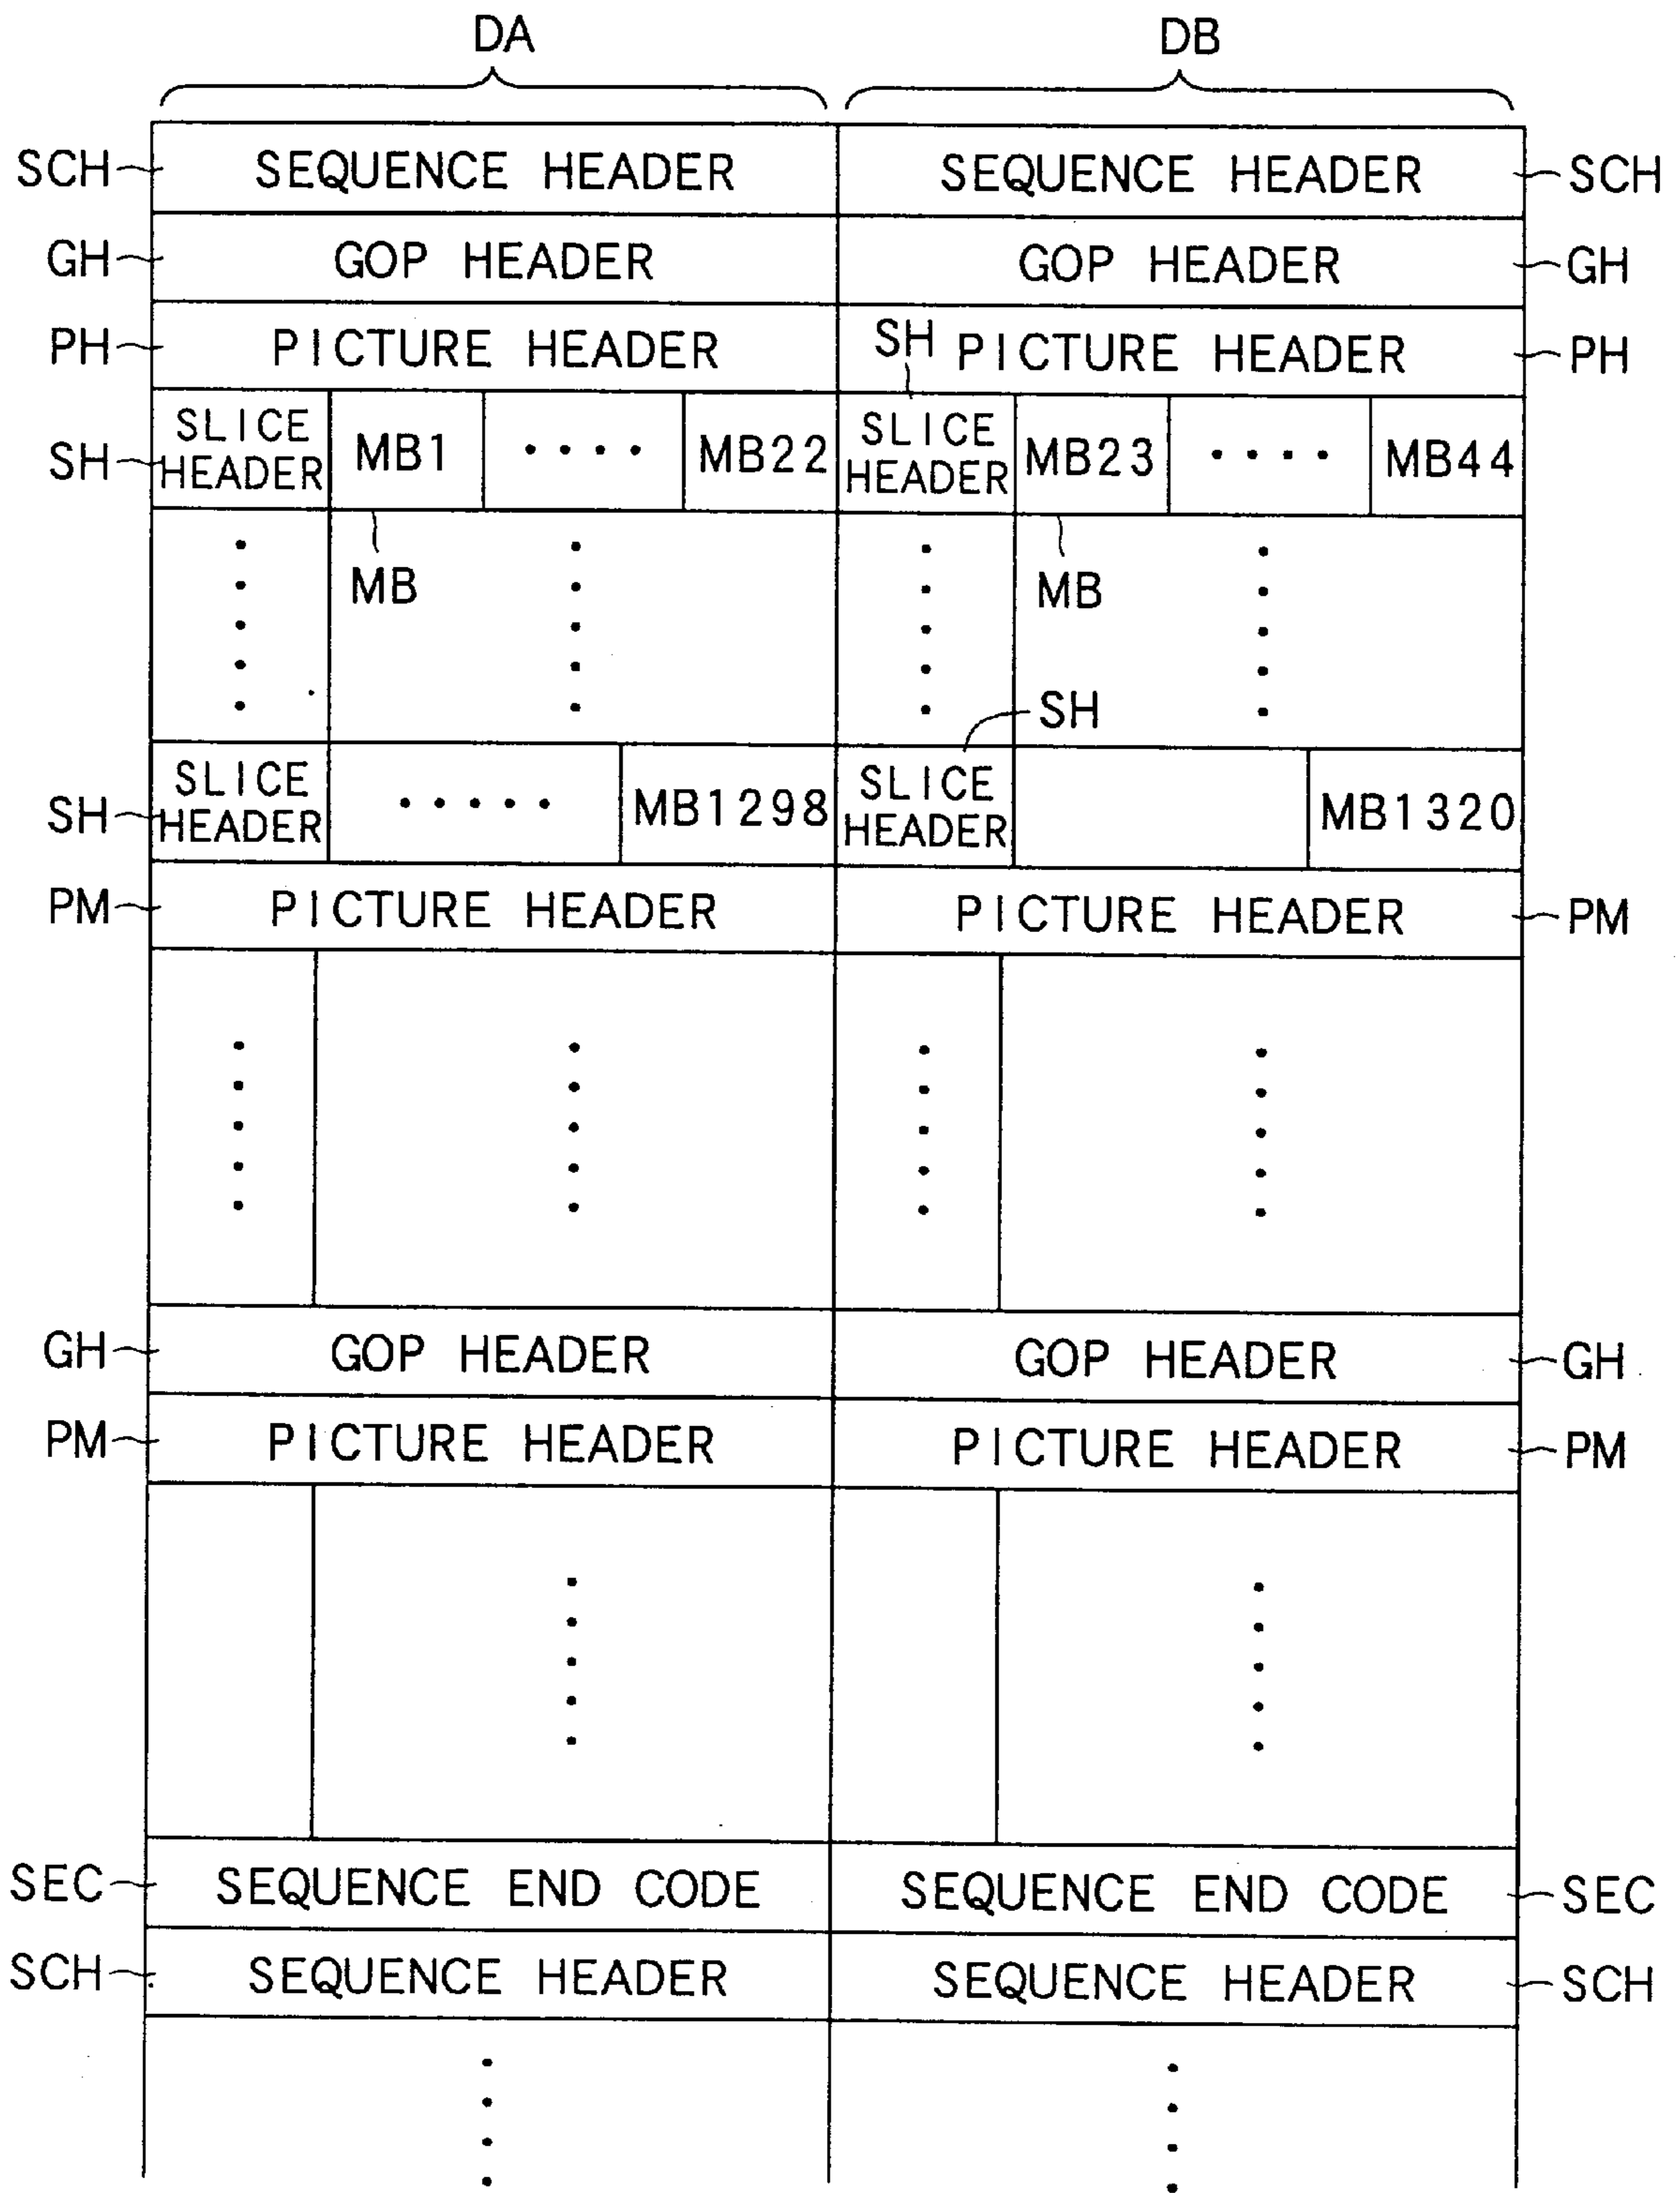 DA DB
SCH SEQUENCE HEADER SEQUENCE HEADER SCH
GH GOP HEADER GOP HEADER GH
PH PICTURE HEADER SH PICTURE HEADER PH
SH SLICE HEADER MB1 MB22 SLICE HEADER MB23 MB44
MB MB
SH
SH SLICE HEADER MB1298 SLICE HEADER MB1320
PM PICTURE HEADER PICTURE HEADER PM
GH GOP HEADER GOP HEADER GH
PM PICTURE HEADER PICTURE HEADER PM
SEC SEQUENCE END CODE SEQUENCE END CODE SEC
SCH SEQUENCE HEADER SEQUENCE HEADER SCH